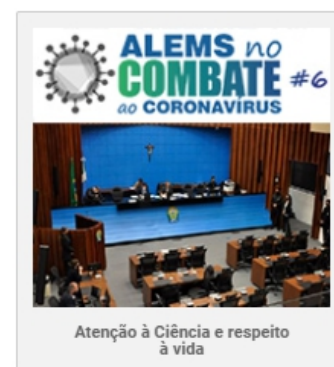 ALEMS no
COMBATE #6
ao CORONAVÍRUS
Atenção à Ciência e respeito
à vida